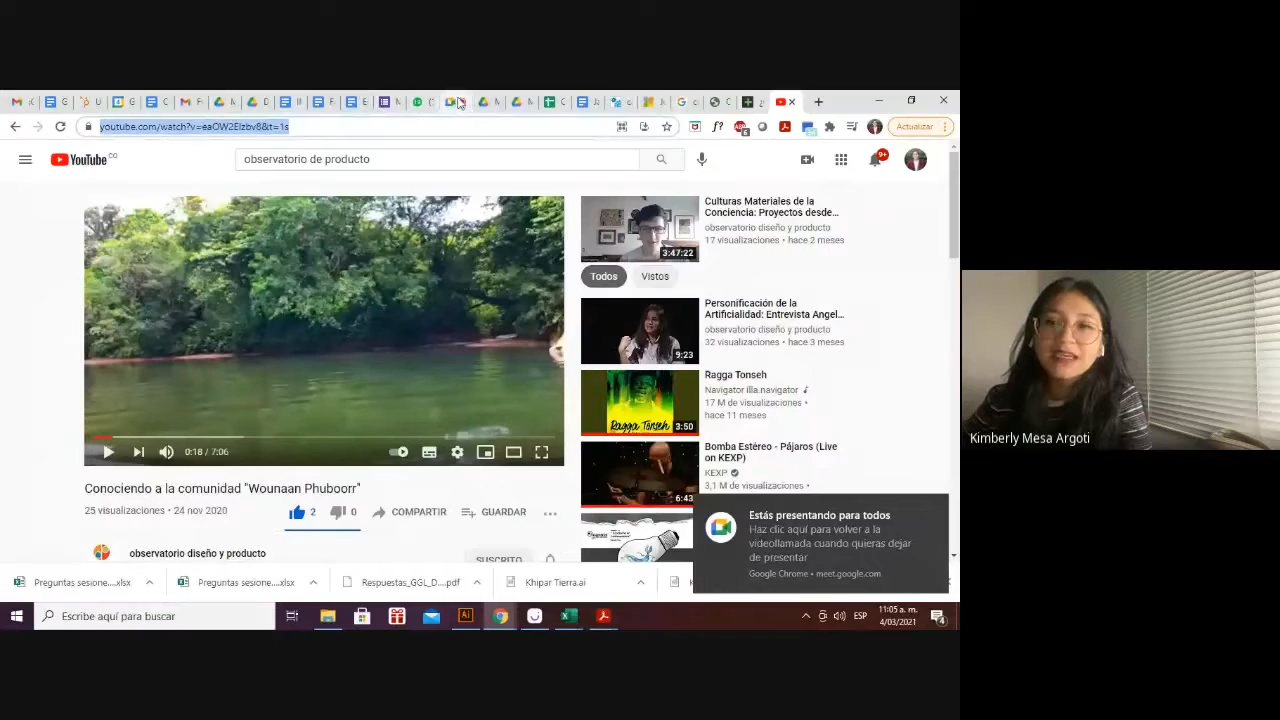 youtube.com/watch?v=eaOW2Elzbv8&t=1s
Actualizar
YouTube CO
observatorio de producto
9+
Culturas Materiales de la
Conciencia: Proyectos desde...
observatorio diseño y producto
17 visualizaciones • hace 2 meses
3:47:22
Todos
Vistos
Personificación de la
Artificialidad: Entrevista Angel...
observatorio diseño y producto
32 visualizaciones • hace 3 meses
9:23
Ragga Tonseh
Navigator illa.navigator
17 M de visualizaciones •
hace 11 meses
Ragga Tonseh
3:50
Bomba Estéreo - Pájaros (Live
on KEXP)
KEXP
3,1 M de visualizaciones •
6:43
0:18 / 7:06
Conociendo a la comunidad "Wounaan Phuboorr"
25 visualizaciones • 24 nov 2020
2
0
COMPARTIR
GUARDAR
observatorio diseño y producto
SUSCRITO
Estás presentando para todos
Haz clic aquí para volver a la
videollamada cuando quieras dejar
de presentar
Google Chrome • meet.google.com
Preguntas sesione....xlsx
Preguntas sesione....xlsx
Respuestas_GGL_D....pdf
Khipar Tierra.ai
Escribe aquí para buscar
Ai
ESP
11:05 a. m.
4/03/2021
4
Kimberly Mesa Argoti